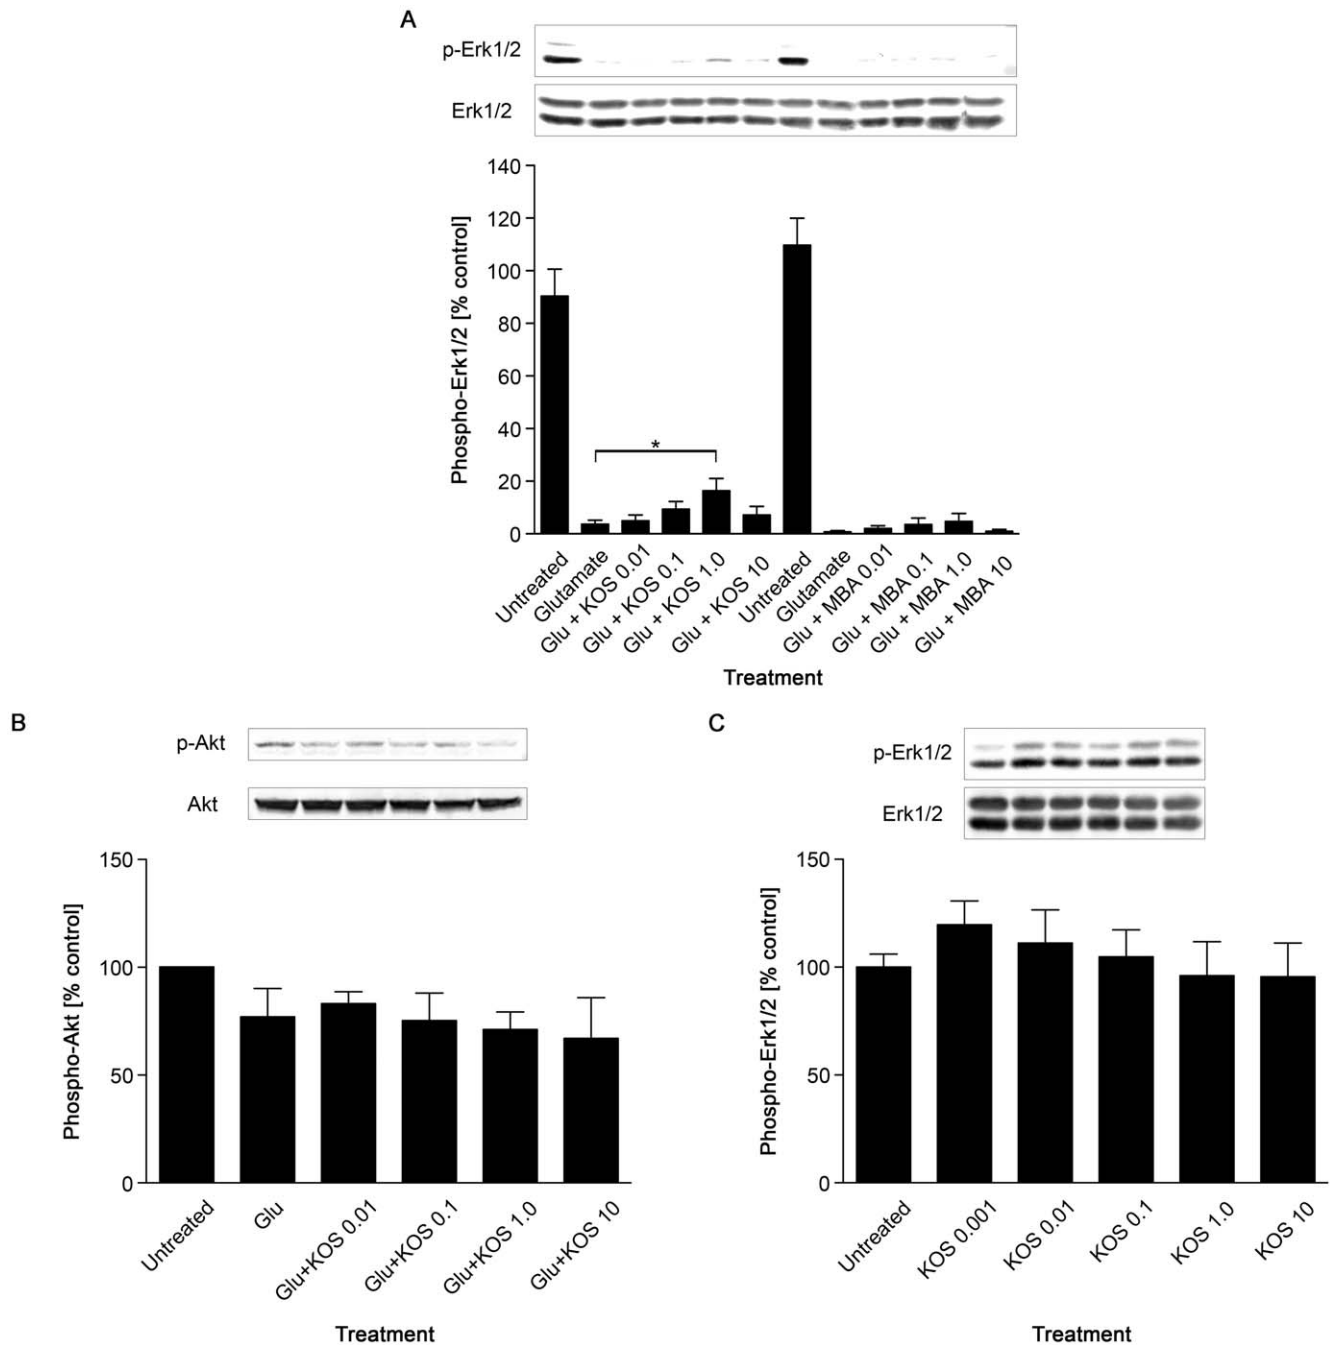 A
p-Erk1/2
Erk1/2
Phospho-Erk1/2 [% control]
140
120
100
80
60
40
20
0
*
Untreated
Glutamate
Glu + KOS 0.01
Glu + KOS 0.1
Glu + KOS 1.0
Glu + KOS 10
Untreated
Glutamate
Glu + MBA 0.01
Glu + MBA 0.1
Glu + MBA 1.0
Glu + MBA 10
Treatment
B
p-Akt
Akt
Phospho-Akt [% control]
150
100
50
0
Untreated
Glu
Glu+KOS 0.01
Glu+KOS 0.1
Glu+KOS 1.0
Glu+KOS 10
Treatment
C
p-Erk1/2
Erk1/2
Phospho-Erk1/2 [% control]
150
100
50
0
Untreated
KOS 0.001
KOS 0.01
KOS 0.1
KOS 1.0
KOS 10
Treatment